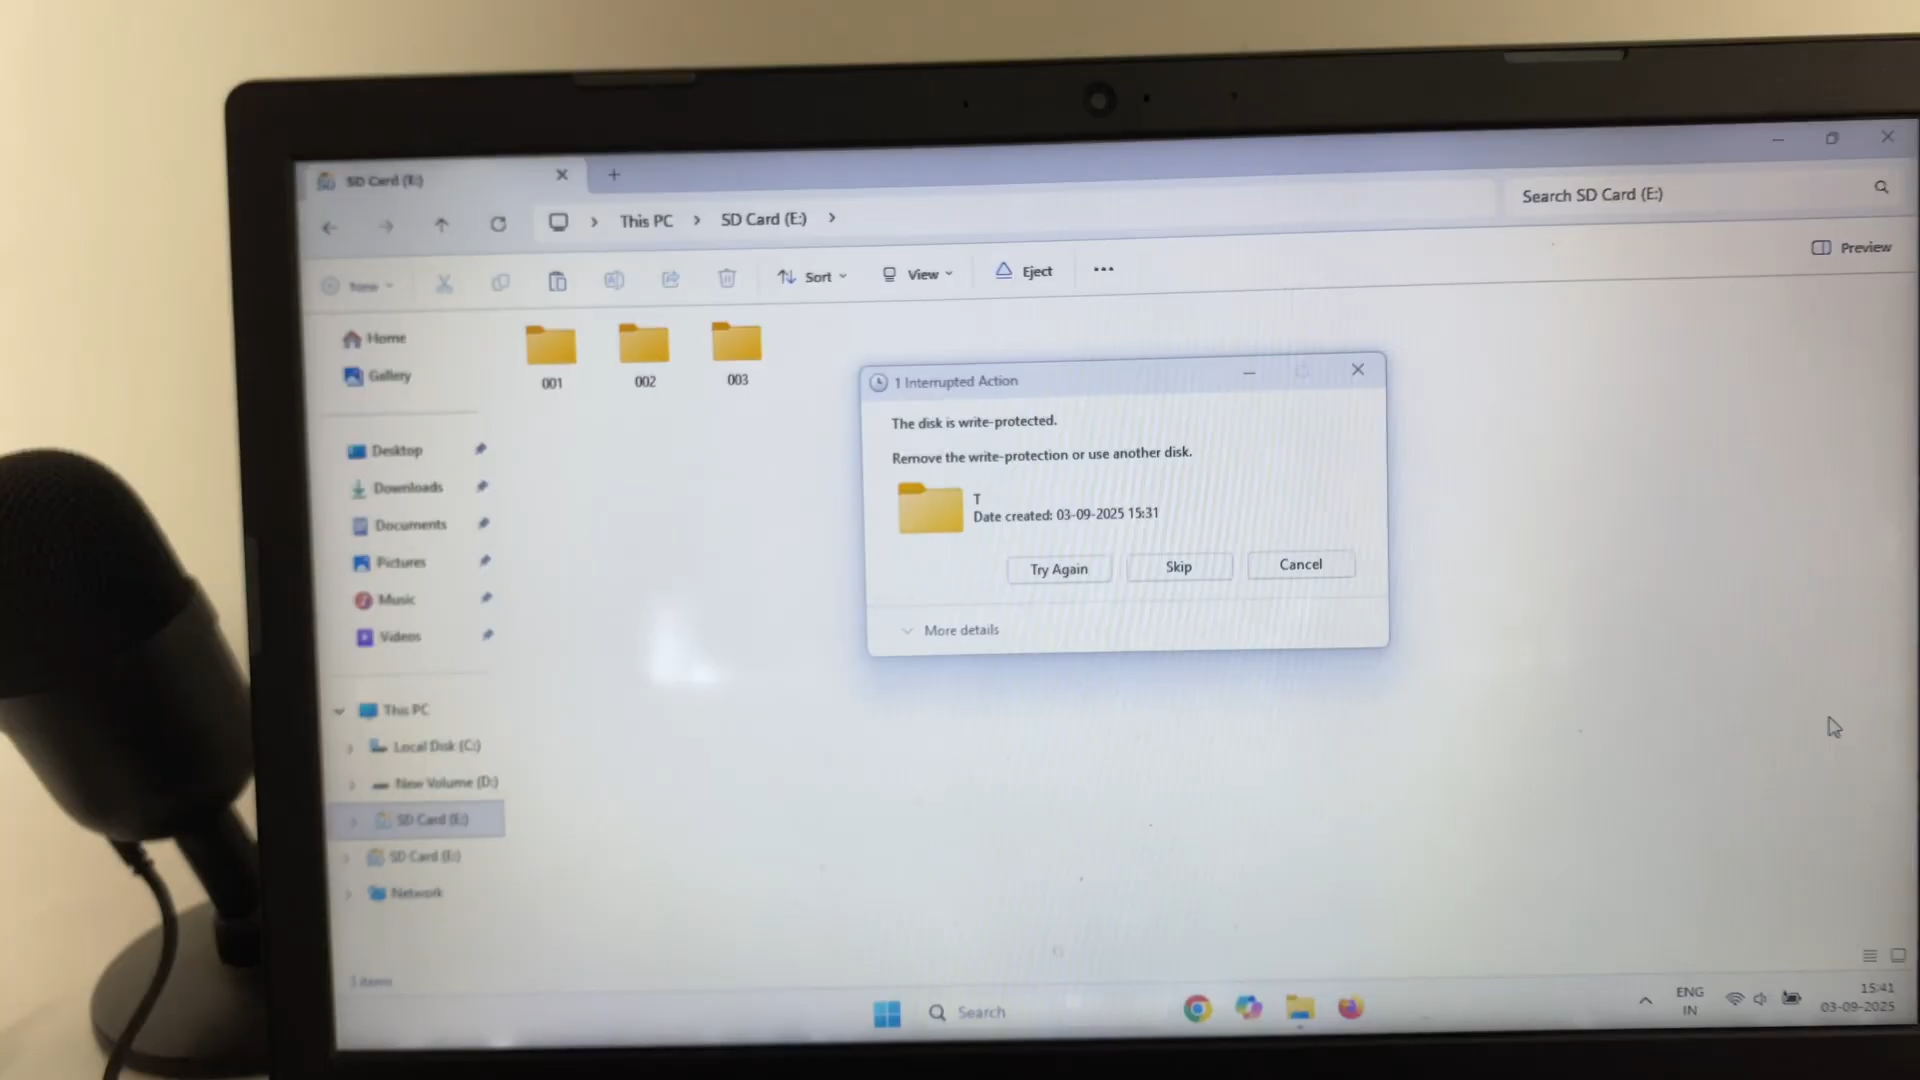 SD Card (E:)
This PC
SD Card (E:)
Search SD Card (E:)
New
Sort
View
Eject
Preview
Home
Gallery
Desktop
Downloads
Documents
Pictures
Music
Videos
This PC
Local Disk (C:)
New Volume (D:)
SD Card (E:)
SD Card (E:)
Network
3 items
001
002
003
1 Interrupted Action
The disk is write-protected.
Remove the write-protection or use another disk.
T
Date created: 03-09-2025 15:31
Try Again
Skip
Cancel
More details
Search
ENG
IN
15:41
03-09-2025